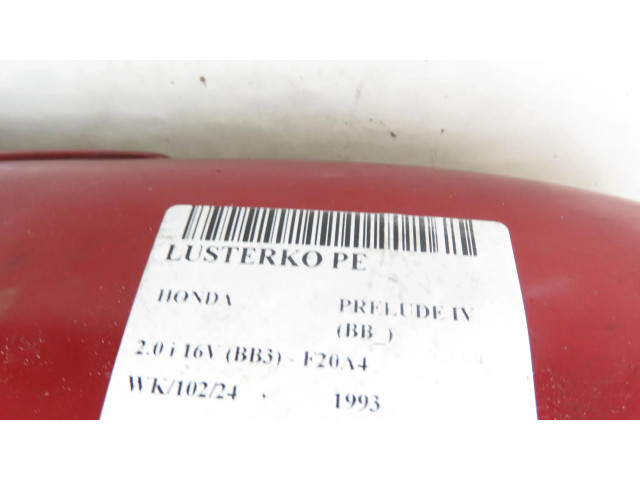 LUSTERKO PE
HONDA PRELUDE IV
(BB_)
2.0 i 16V (BB3) - F20A4
WK/102/24 1993